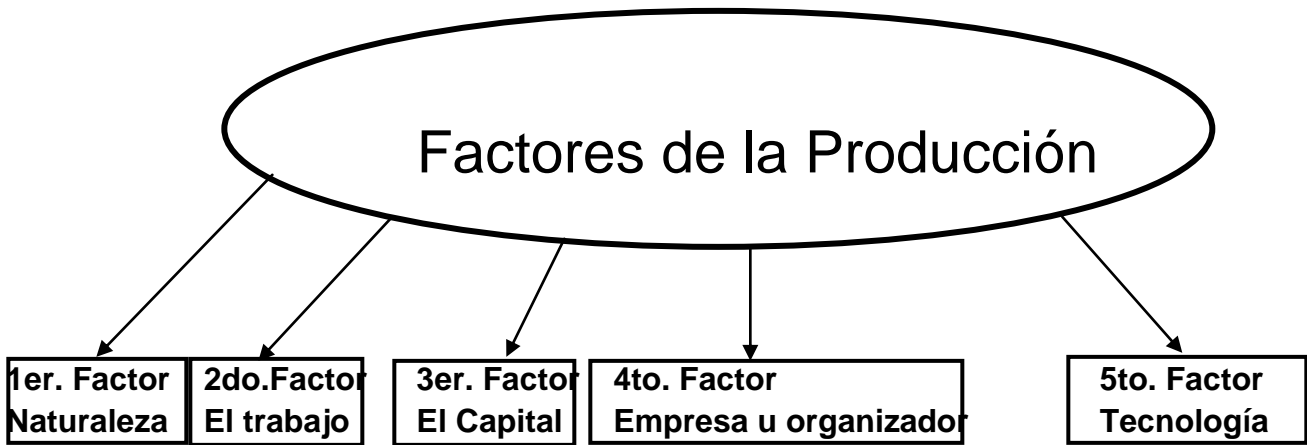 Factores de la Producción
1er. Factor
Naturaleza
2do.Factor
El trabajo
3er. Factor
El Capital
4to. Factor
Empresa u organizador
5to. Factor
Tecnología